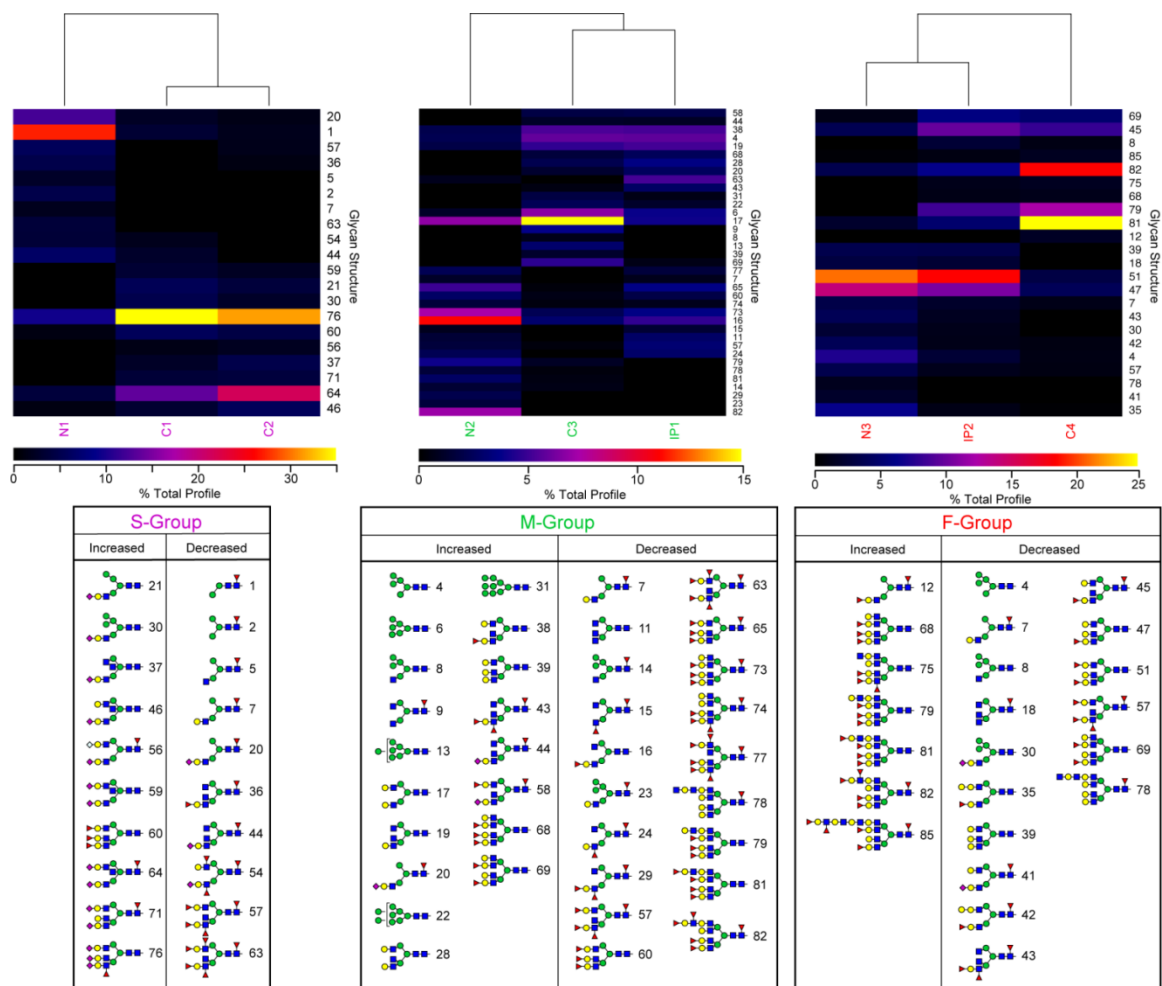 20
1
57
36
5
2
7
63
54
44
59
21
30
76
60
56
37
71
64
46
Glycan Structure
N1
C1
C2
0 10 20 30
% Total Profile
58
44
38
4
19
68
28
20
63
43
31
22
6
17
9
8
13
39
69
77
7
65
60
74
73
16
15
11
57
24
79
78
81
14
29
23
82
Glycan Structure
N2
C3
IP1
0 5 10 15
% Total Profile
69
45
8
85
82
75
68
79
81
12
39
18
51
47
7
43
30
42
4
57
78
41
35
Glycan Structure
N3
IP2
C4
0 5 10 15 20 25
% Total Profile
S-Group
Increased Decreased
21 1
30 2
37 5
46 7
56 20
59 36
60 44
64 54
71 57
76 63
M-Group
Increased Decreased
4 31 7 63
6 38 11 65
8 39 14 73
9 43 15 74
13 44 16 77
17 58 23 78
19 68 24 79
20 69 29 81
22 57 82
28 60
F-Group
Increased Decreased
12 4 45
68 7 47
75 8 51
79 18 57
81 30 69
82 35 78
85 39
41
42
43